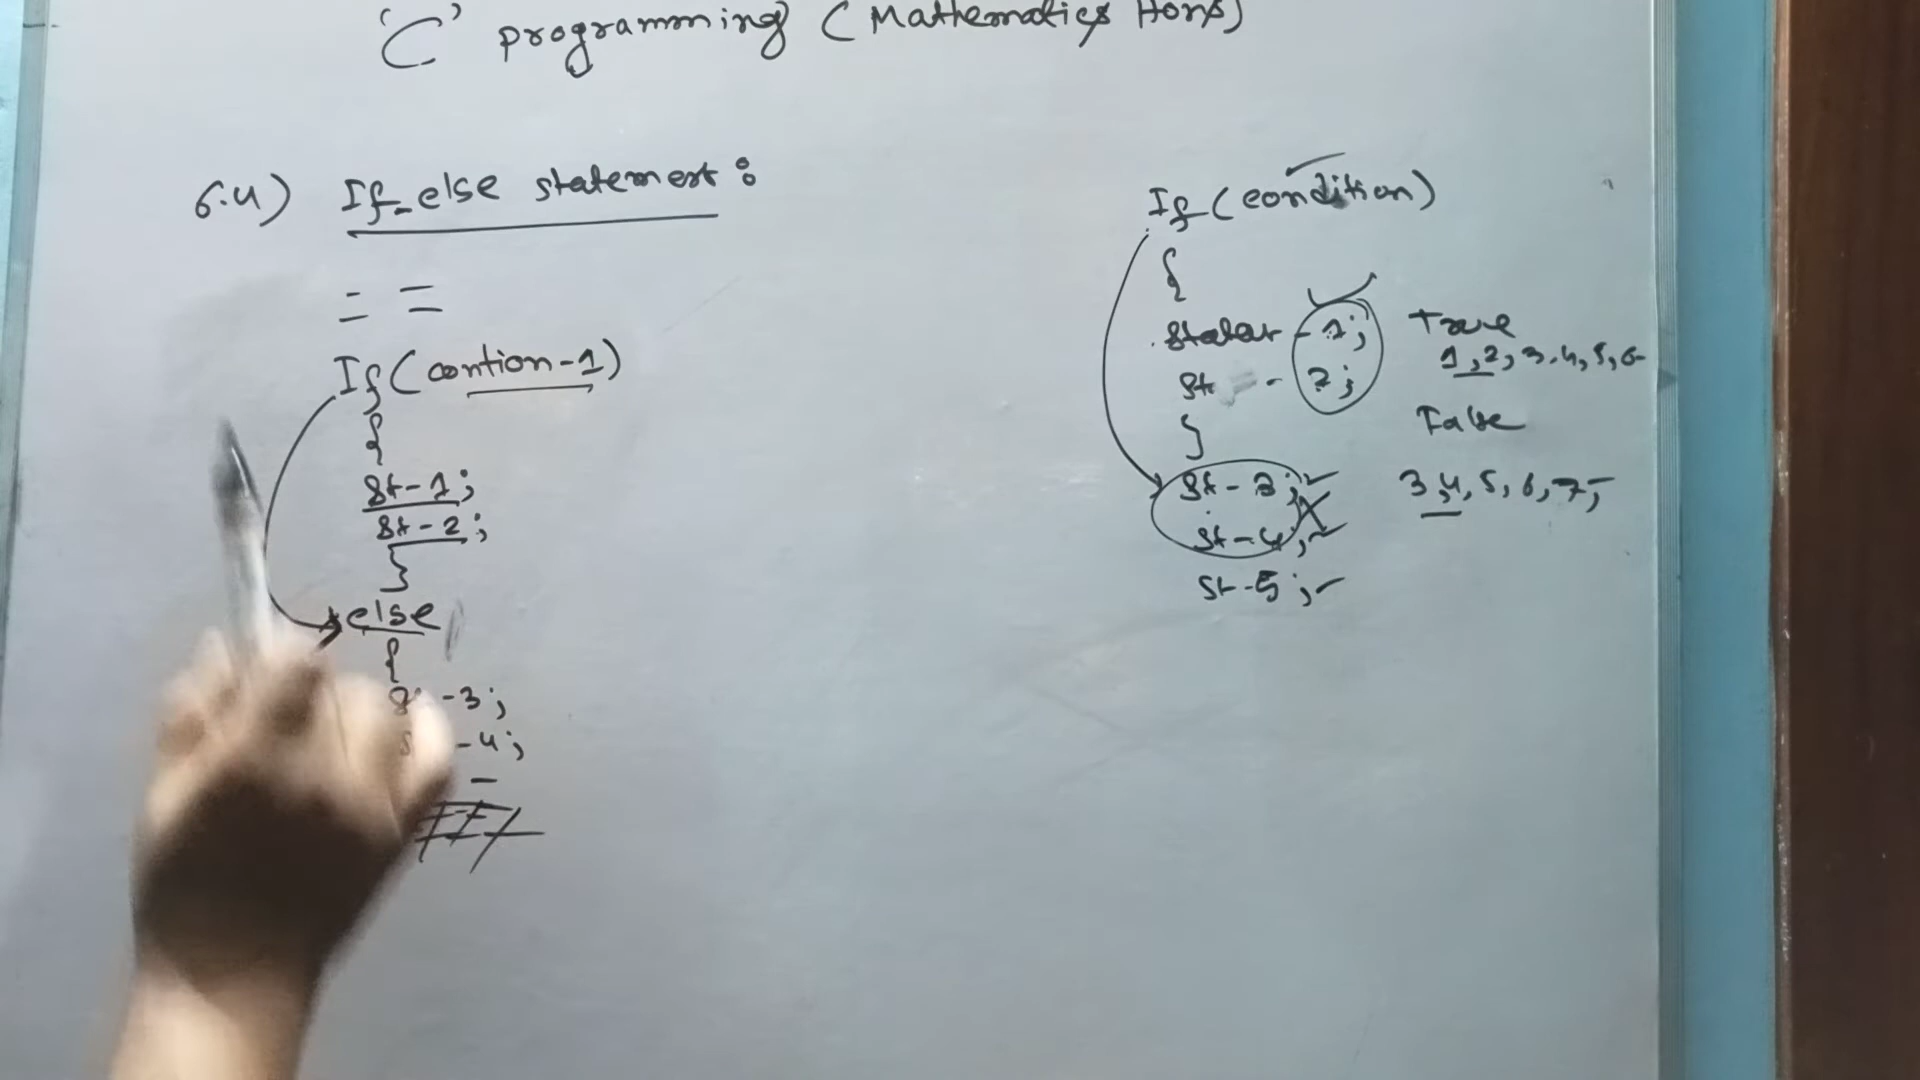 'C' programming (Mathematics Hons)
6.4) If-else statement :
If (contion-1)
{
St-1;
St-2;
}
else
{
-3;
-4;
If (condition)
{
-1; True
1, 2, 3, 4, 5, 6
St - 2;
False
}
St-3; 3, 4, 5, 6, 7,
St-4;
St-5;